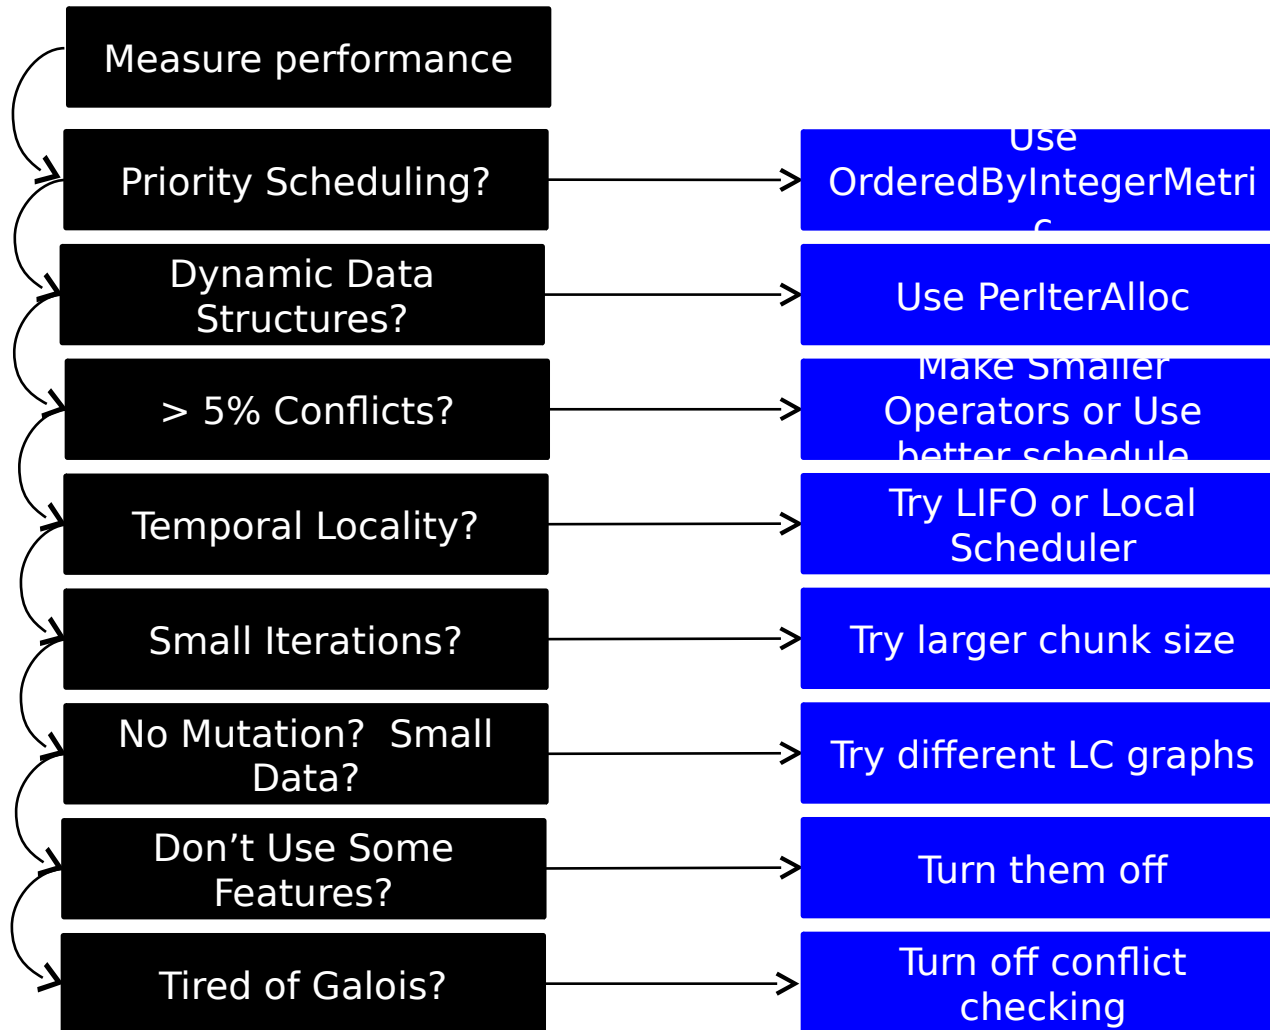 Measure performance
Priority Scheduling?
Use
OrderedByIntegerMetri
c
Dynamic Data
Structures?
Use PerIterAlloc
> 5% Conflicts?
Make Smaller
Operators or Use
better schedule
Temporal Locality?
Try LIFO or Local
Scheduler
Small Iterations?
Try larger chunk size
No Mutation?  Small
Data?
Try different LC graphs
Don’t Use Some
Features?
Turn them off
Tired of Galois?
Turn off conflict
checking